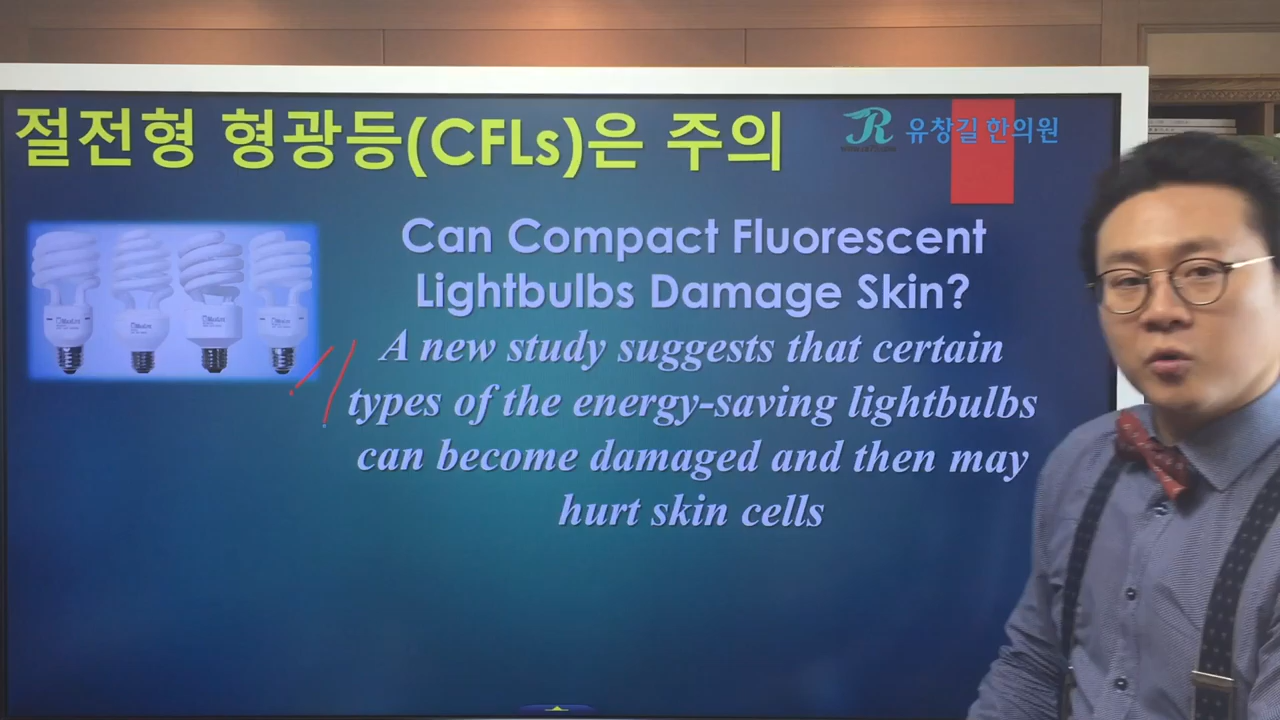 절전형 형광등(CFLs)은 주의
유창길 한의원
Can Compact Fluorescent
Lightbulbs Damage Skin?
A new study suggests that certain
types of the energy-saving lightbulbs
can become damaged and then may
hurt skin cells